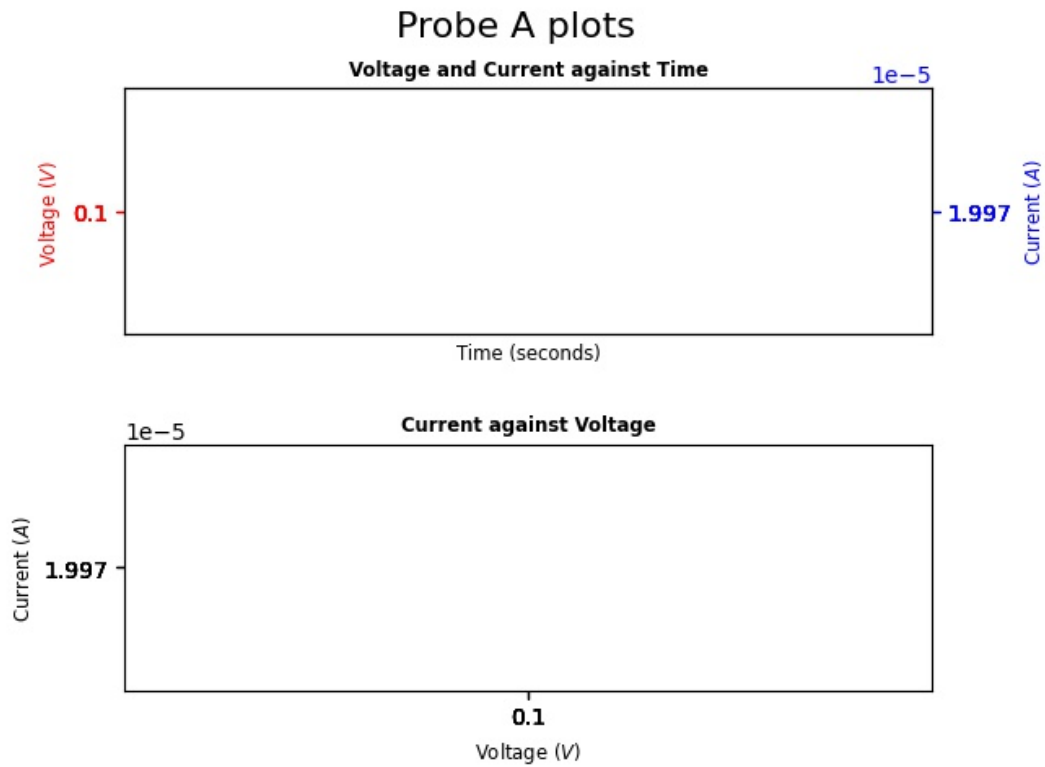 Probe A plots
Voltage and Current against Time
1e−5
Voltage (V)
0.1
1.997
Current (A)
Time (seconds)
Current against Voltage
1e−5
Current (A)
1.997
0.1
Voltage (V)